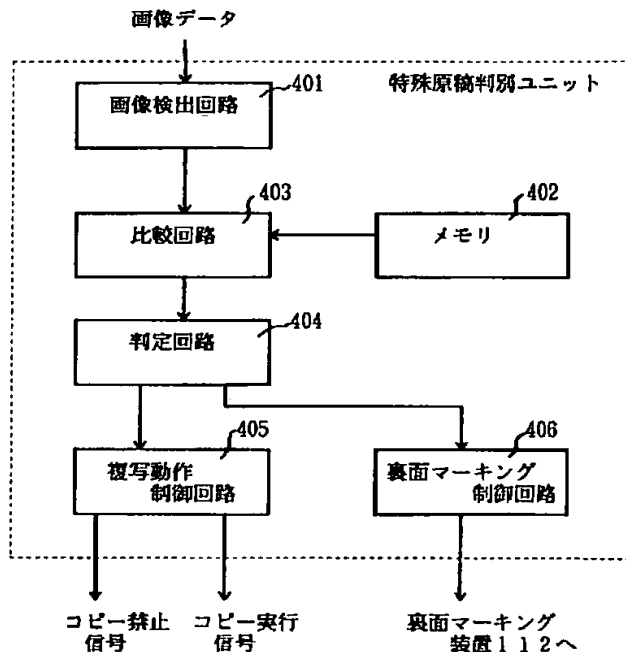 画像データ
特殊原稿判別ユニット
401
画像検出回路
403
402
比較回路
メモリ
404
判定回路
405
406
複写動作
制御回路
裏面マーキング
制御回路
コピー禁止
信号
コピー実行
信号
裏面マーキング
装置112へ